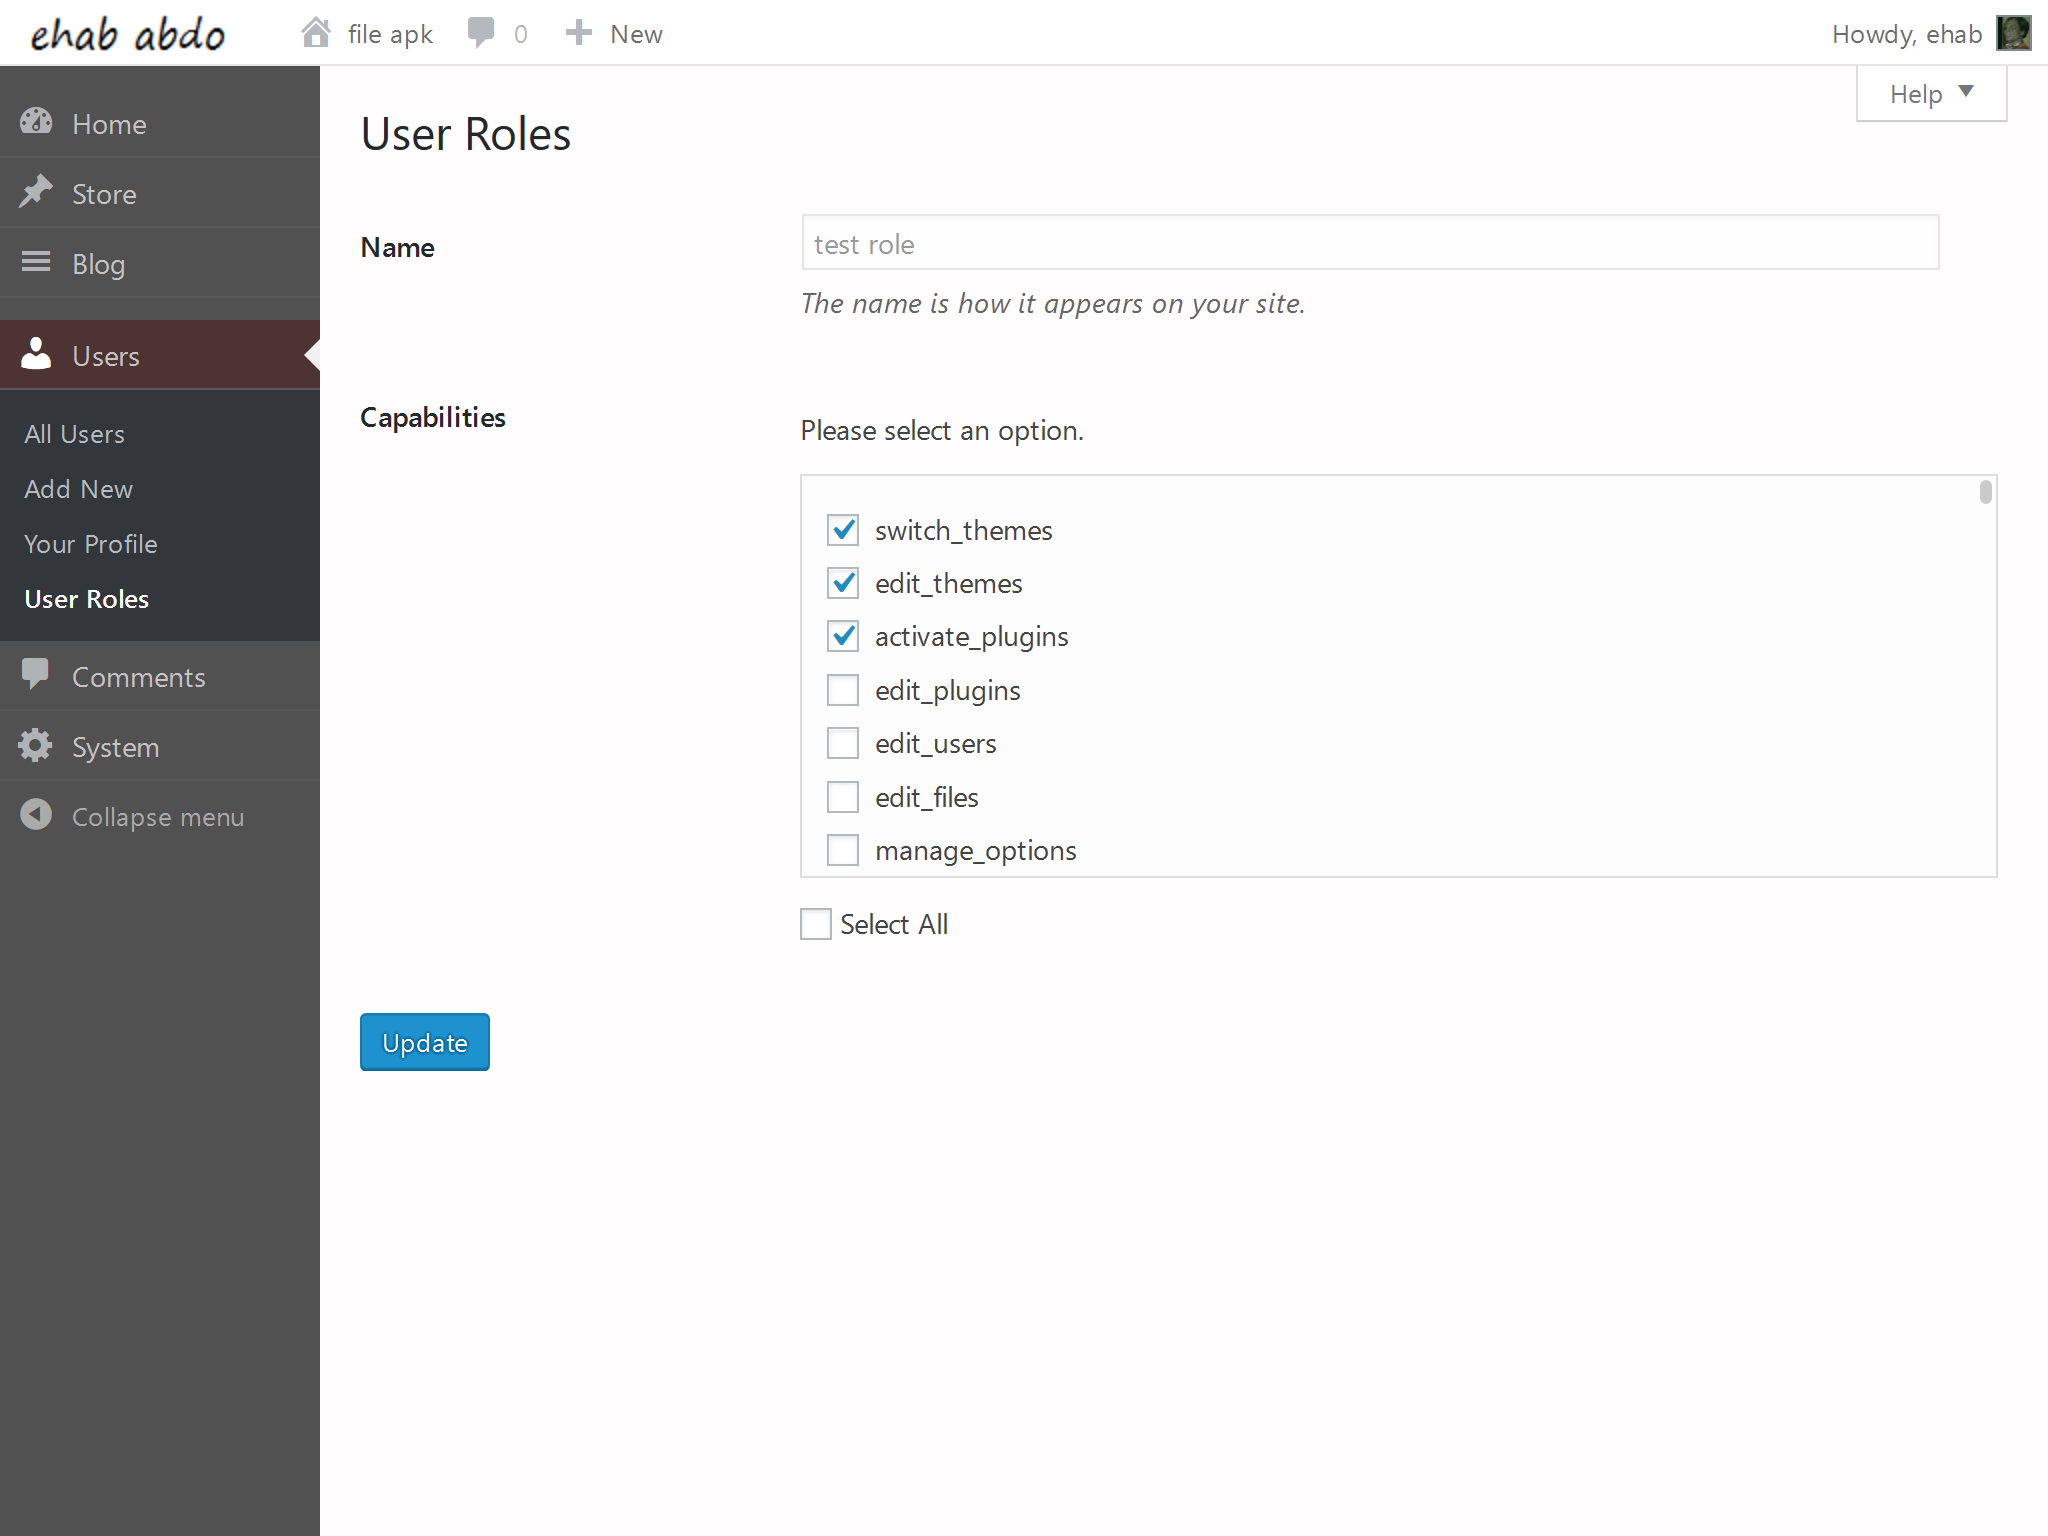 ehab abdo
file apk
0
New
Howdy, ehab
Help
Home
Store
Blog
Users
All Users
Add New
Your Profile
User Roles
Comments
System
Collapse menu
User Roles
Name
test role
The name is how it appears on your site.
Capabilities
Please select an option.
switch_themes
edit_themes
activate_plugins
edit_plugins
edit_users
edit_files
manage_options
Select All
Update